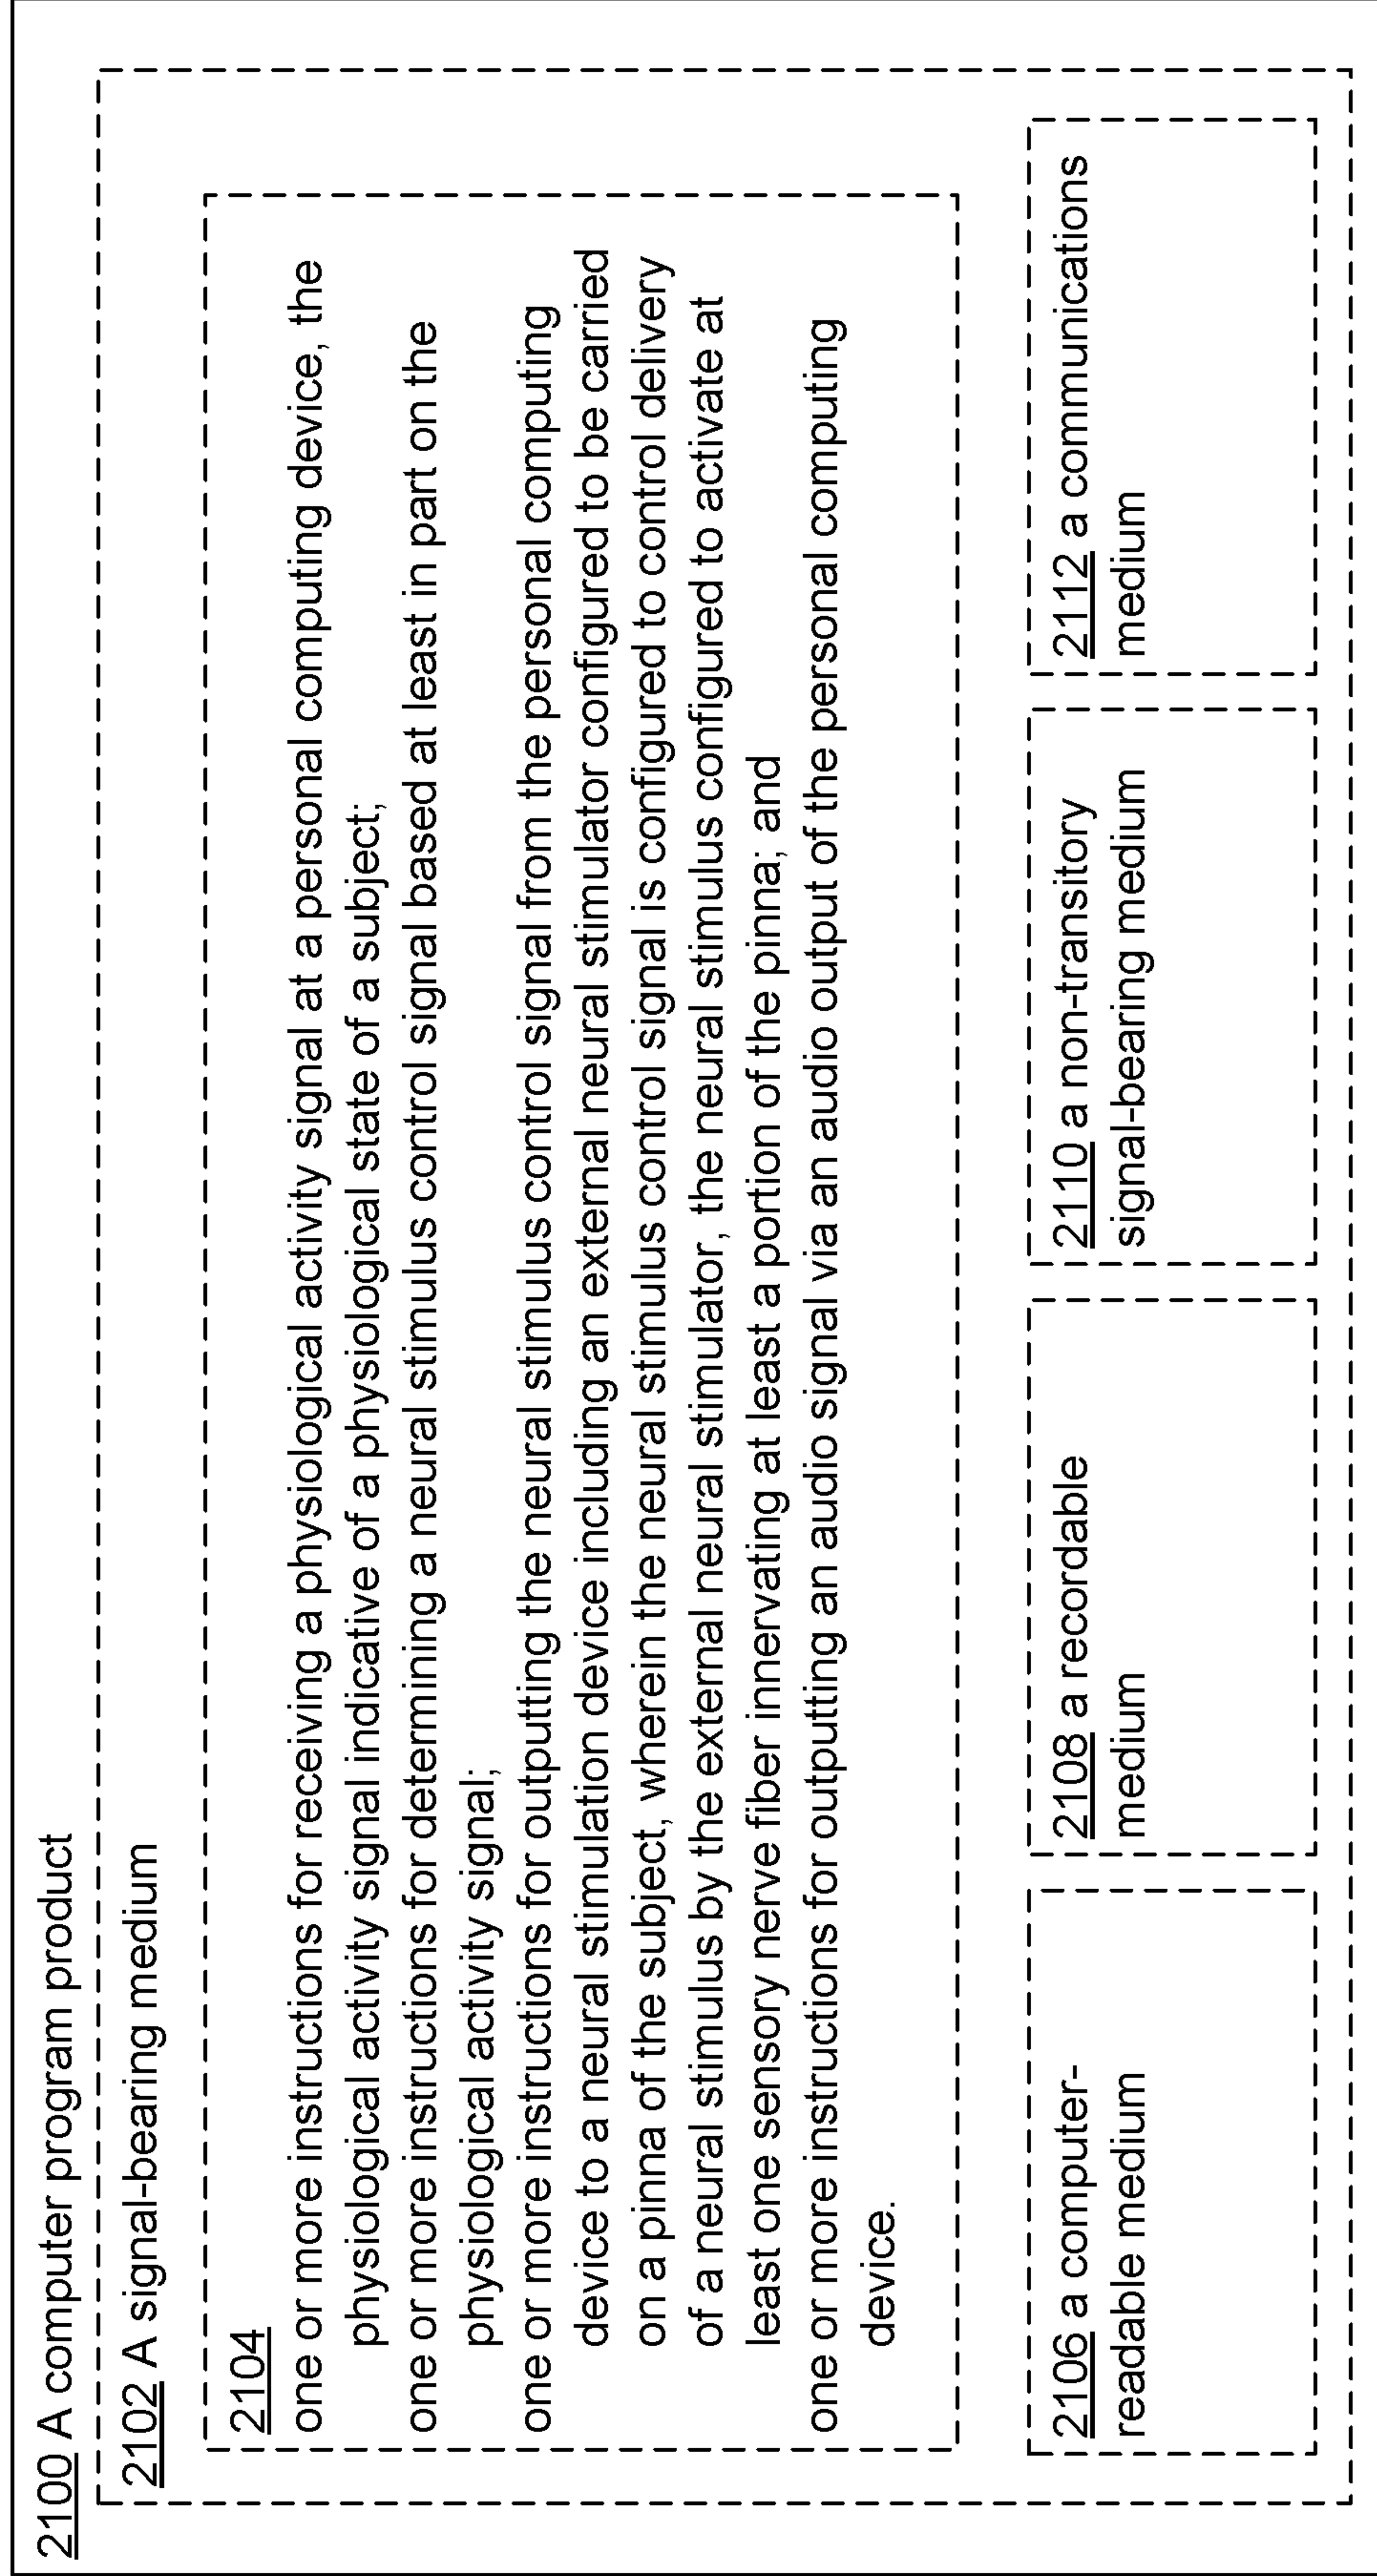 2100 A computer program product
2102 A signal-bearing medium
2104
one or more instructions for receiving a physiological activity signal at a personal computing device, the
physiological activity signal indicative of a physiological state of a subject;
one or more instructions for determining a neural stimulus control signal based at least in part on the
physiological activity signal;
one or more instructions for outputting the neural stimulus control signal from the personal computing
device to a neural stimulation device including an external neural stimulator configured to be carried
on a pinna of the subject, wherein the neural stimulus control signal is configured to control delivery
of a neural stimulus by the external neural stimulator, the neural stimulus configured to activate at
least one sensory nerve fiber innervating at least a portion of the pinna; and
one or more instructions for outputting an audio signal via an audio output of the personal computing
device.
2106 a computer-
readable medium
2108 a recordable
medium
2110 a non-transitory
signal-bearing medium
2112 a communications
medium